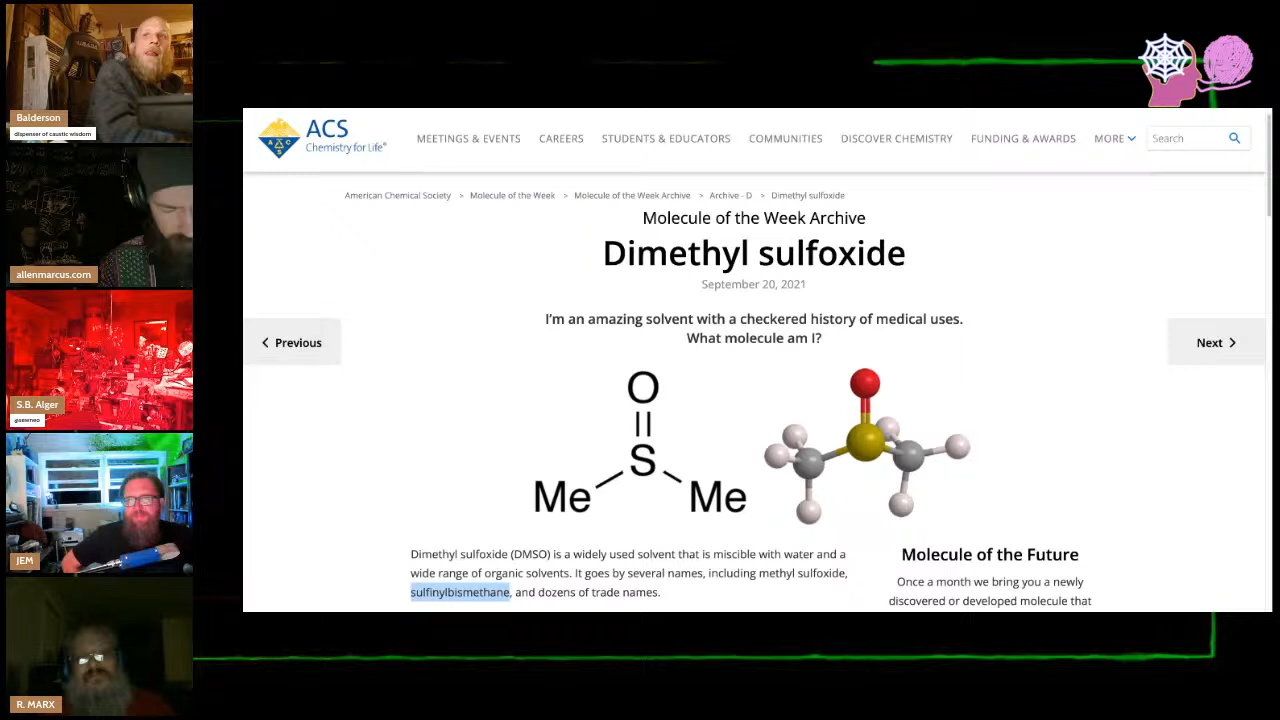 Balderson
dispenser of caustic wisdom
allenmarcus.com
S.B. Alger
JEM
R. MARX
ACS
Chemistry for Life®
MEETINGS & EVENTS CAREERS STUDENTS & EDUCATORS COMMUNITIES DISCOVER CHEMISTRY FUNDING & AWARDS MORE Search
American Chemical Society > Molecule of the Week > Molecule of the Week Archive > Archive - D > Dimethyl sulfoxide
Molecule of the Week Archive
Dimethyl sulfoxide
September 20, 2021
I'm an amazing solvent with a checkered history of medical uses.
What molecule am I?
< Previous
Next >
O
S
Me Me
Dimethyl sulfoxide (DMSO) is a widely used solvent that is miscible with water and a
wide range of organic solvents. It goes by several names, including methyl sulfoxide,
sulfinylbismethane, and dozens of trade names.
Molecule of the Future
Once a month we bring you a newly
discovered or developed molecule that